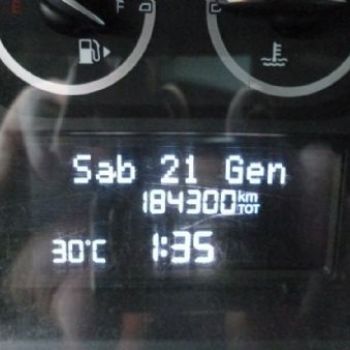 E F
Sab 21 Gen
184300 km TOT
30°C 1:35